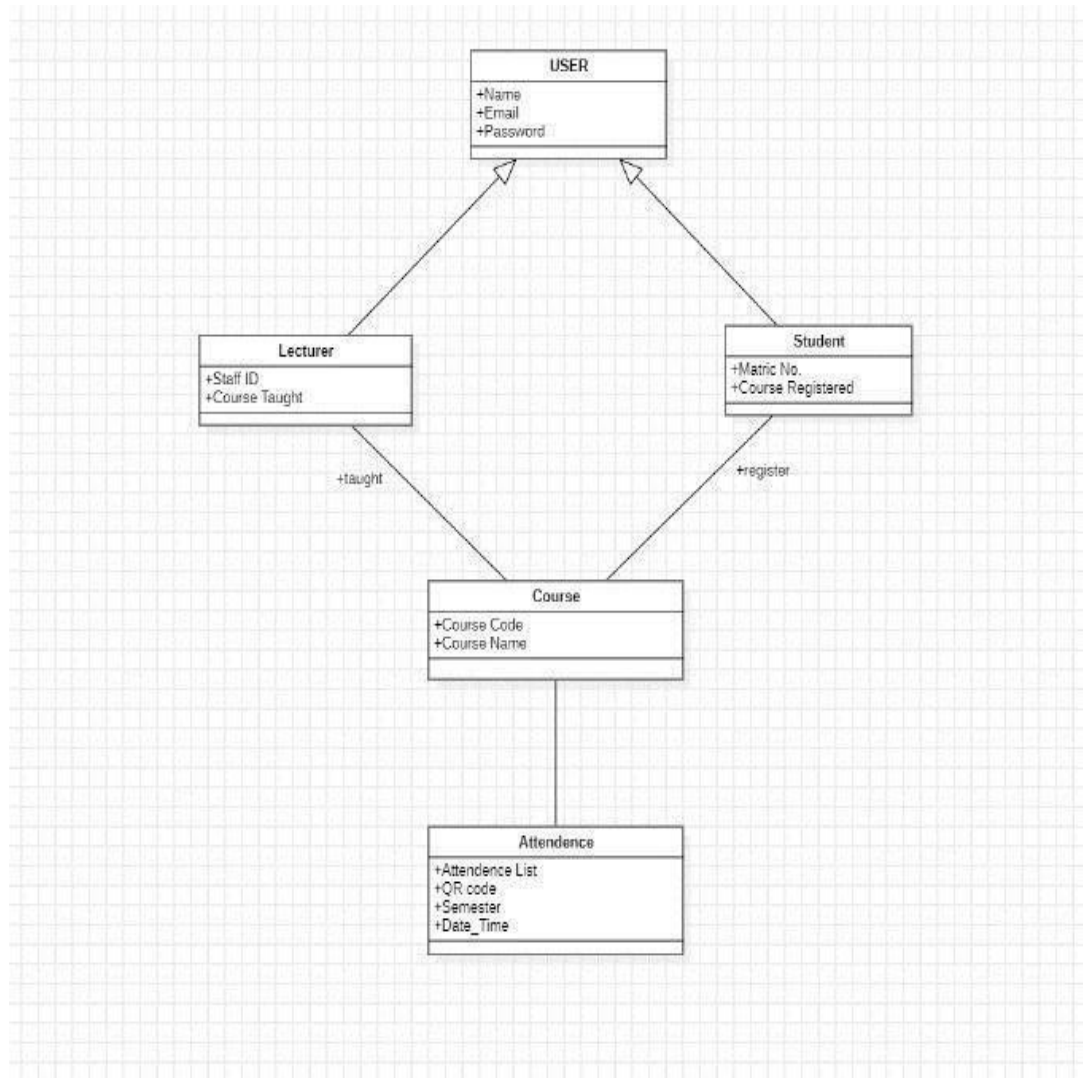 USER
+Name
+Email
+Password
Lecturer
+Staff ID
+Course Taught
Student
+Matric No.
+Course Registered
+taught
+register
Course
+Course Code
+Course Name
Attendence
+Attendence List
+QR code
+Semester
+Date_Time